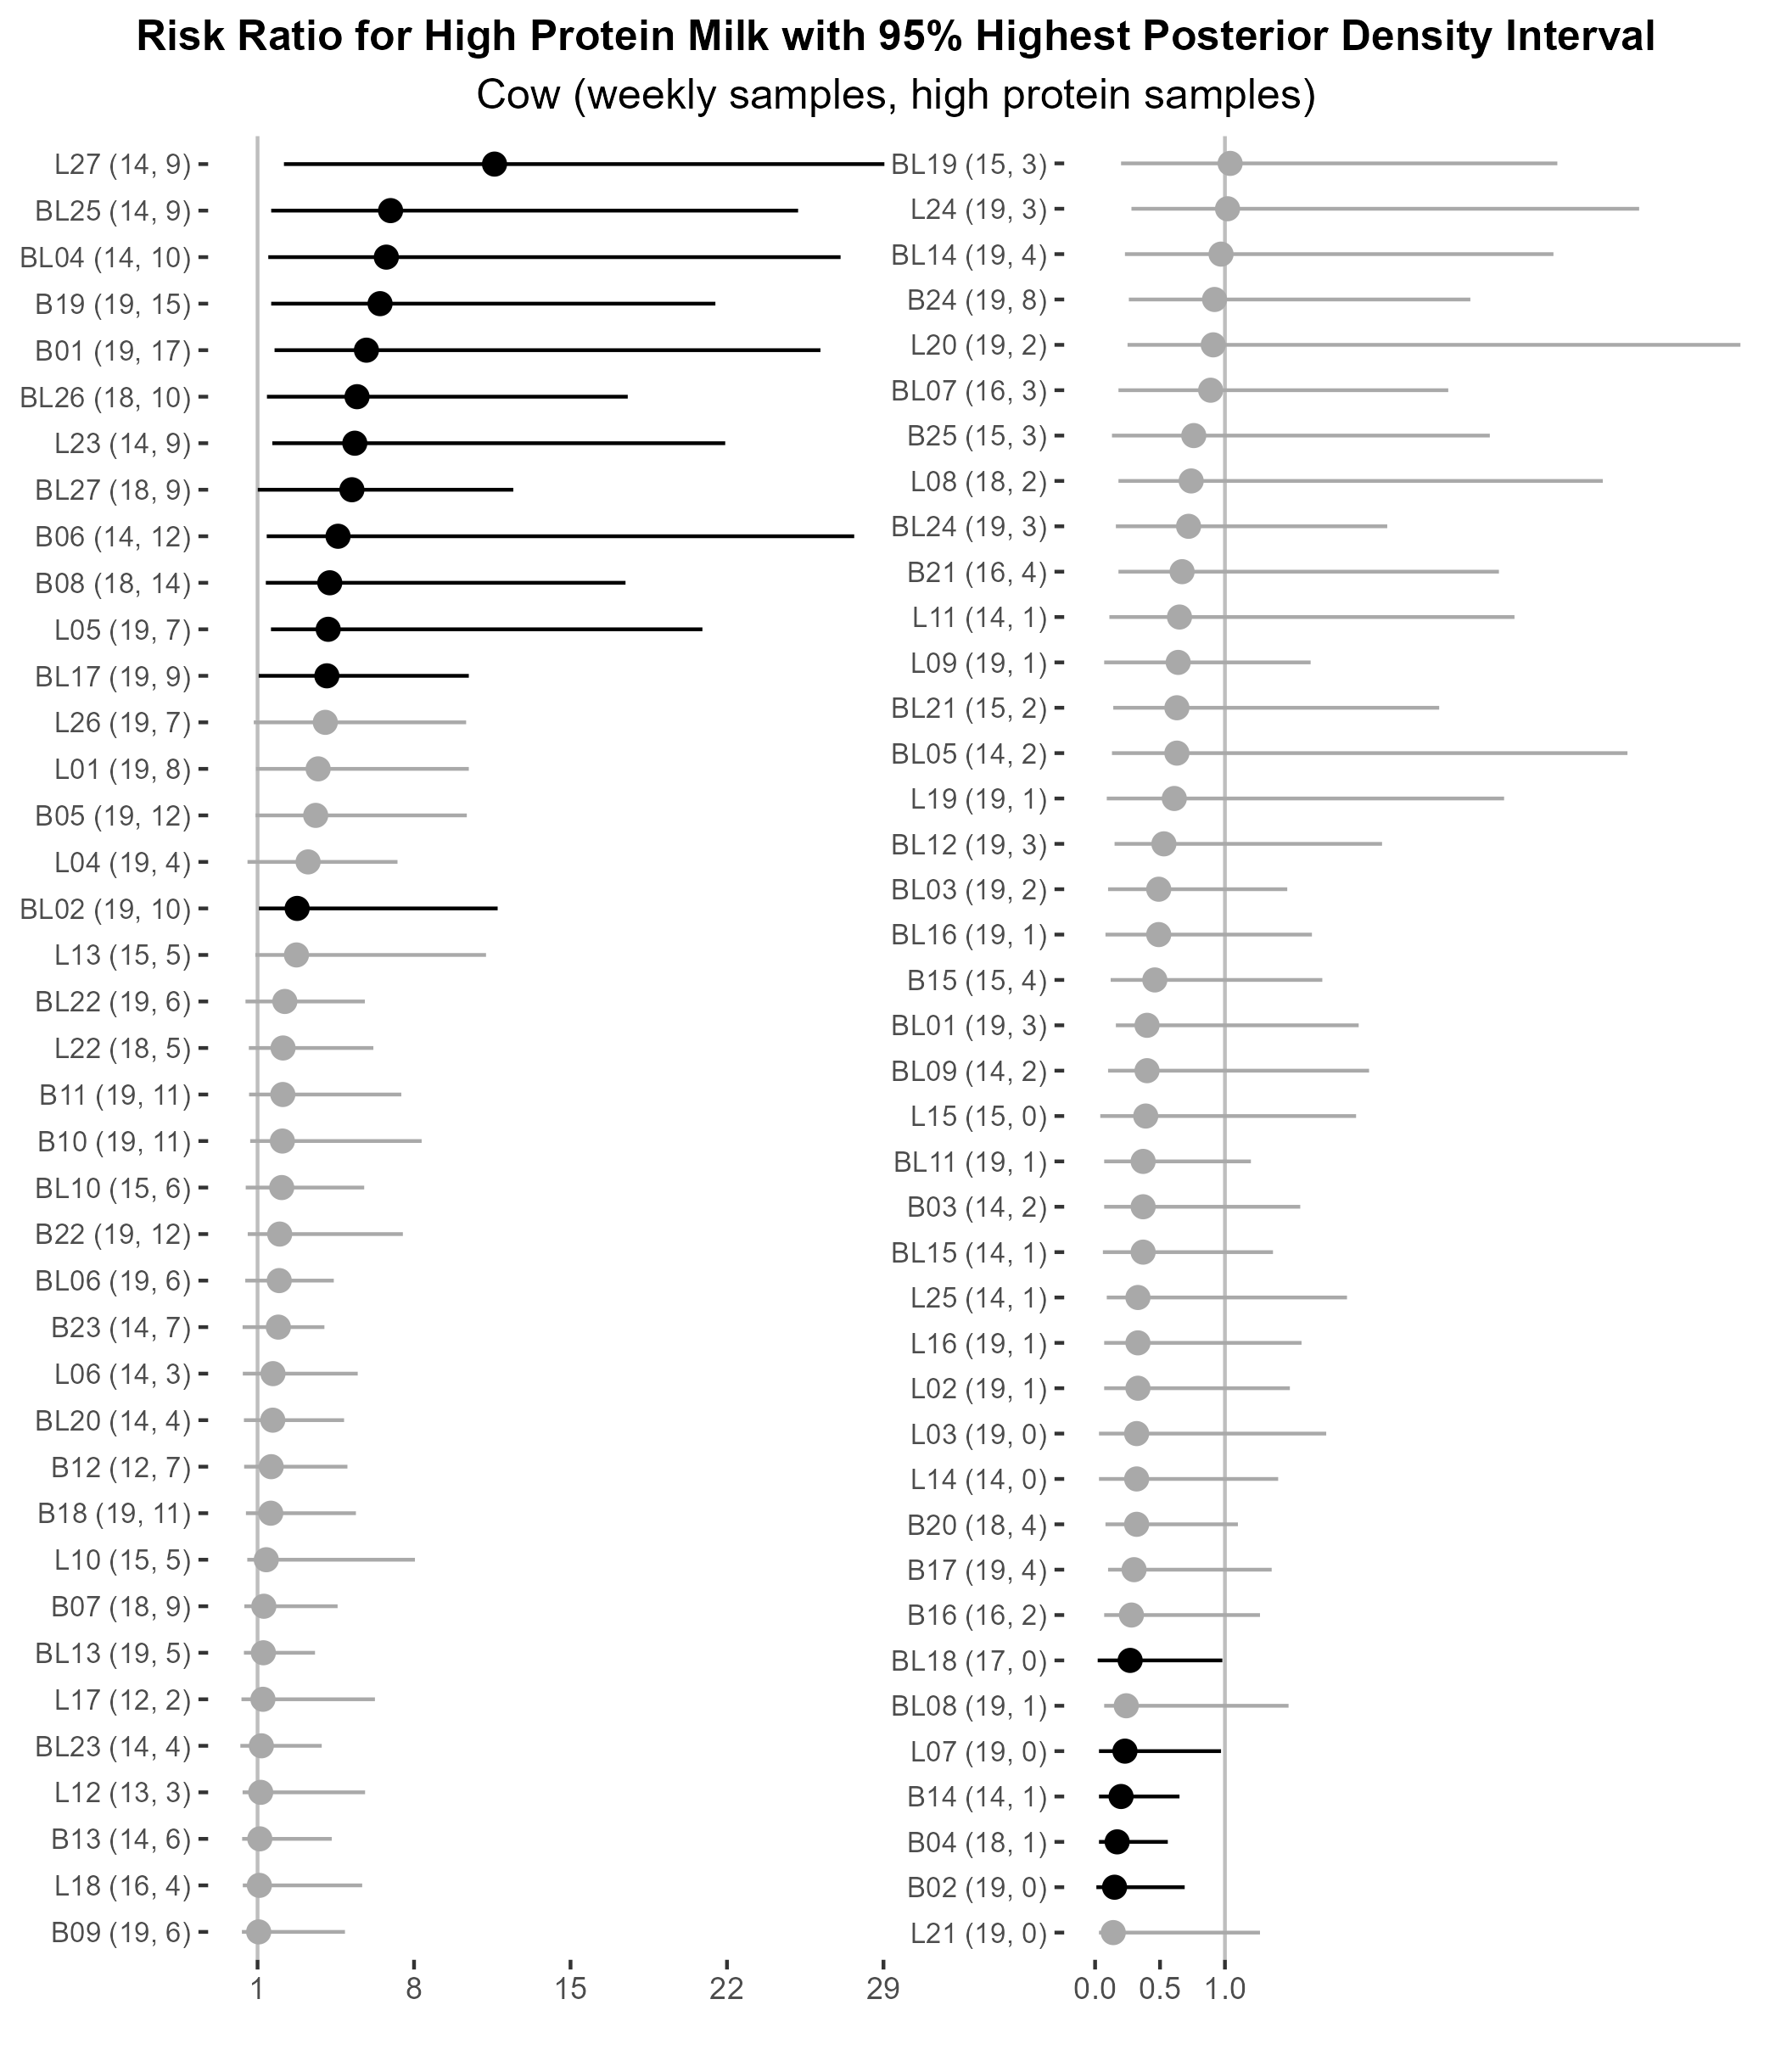 Risk Ratio for High Protein Milk with 95% Highest Posterior Density Interval
Cow (weekly samples, high protein samples)
L27 (14, 9)
BL25 (14, 9)
BL04 (14, 10)
B19 (19, 15)
B01 (19, 17)
BL26 (18, 10)
L23 (14, 9)
BL27 (18, 9)
B06 (14, 12)
B08 (18, 14)
L05 (19, 7)
BL17 (19, 9)
L26 (19, 7)
L01 (19, 8)
B05 (19, 12)
L04 (19, 4)
BL02 (19, 10)
L13 (15, 5)
BL22 (19, 6)
L22 (18, 5)
B11 (19, 11)
B10 (19, 11)
BL10 (15, 6)
B22 (19, 12)
BL06 (19, 6)
B23 (14, 7)
L06 (14, 3)
BL20 (14, 4)
B12 (12, 7)
B18 (19, 11)
L10 (15, 5)
B07 (18, 9)
BL13 (19, 5)
L17 (12, 2)
BL23 (14, 4)
L12 (13, 3)
B13 (14, 6)
L18 (16, 4)
B09 (19, 6)
1 8 15 22 29
BL19 (15, 3)
L24 (19, 3)
BL14 (19, 4)
B24 (19, 8)
L20 (19, 2)
BL07 (16, 3)
B25 (15, 3)
L08 (18, 2)
BL24 (19, 3)
B21 (16, 4)
L11 (14, 1)
L09 (19, 1)
BL21 (15, 2)
BL05 (14, 2)
L19 (19, 1)
BL12 (19, 3)
BL03 (19, 2)
BL16 (19, 1)
B15 (15, 4)
BL01 (19, 3)
BL09 (14, 2)
L15 (15, 0)
BL11 (19, 1)
B03 (14, 2)
BL15 (14, 1)
L25 (14, 1)
L16 (19, 1)
L02 (19, 1)
L03 (19, 0)
L14 (14, 0)
B20 (18, 4)
B17 (19, 4)
B16 (16, 2)
BL18 (17, 0)
BL08 (19, 1)
L07 (19, 0)
B14 (14, 1)
B04 (18, 1)
B02 (19, 0)
L21 (19, 0)
0.0 0.5 1.0